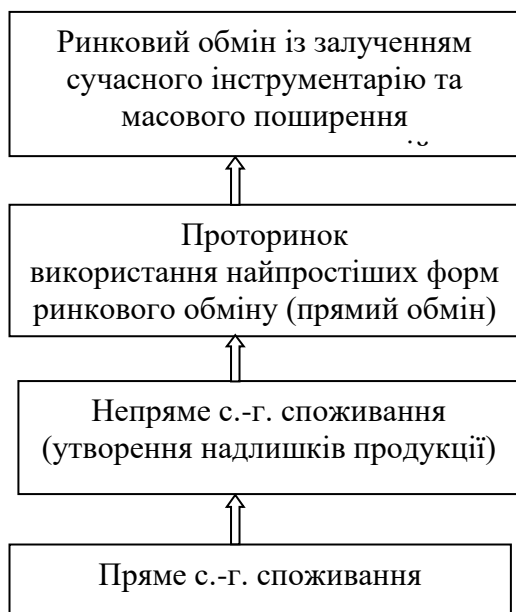 Ринковий обмін із залученням
сучасного інструментарію та
масового поширення
Проторинок
використання найпростіших форм
ринкового обміну (прямий обмін)
Непряме с.-г. споживання
(утворення надлишків продукції)
Пряме с.-г. споживання